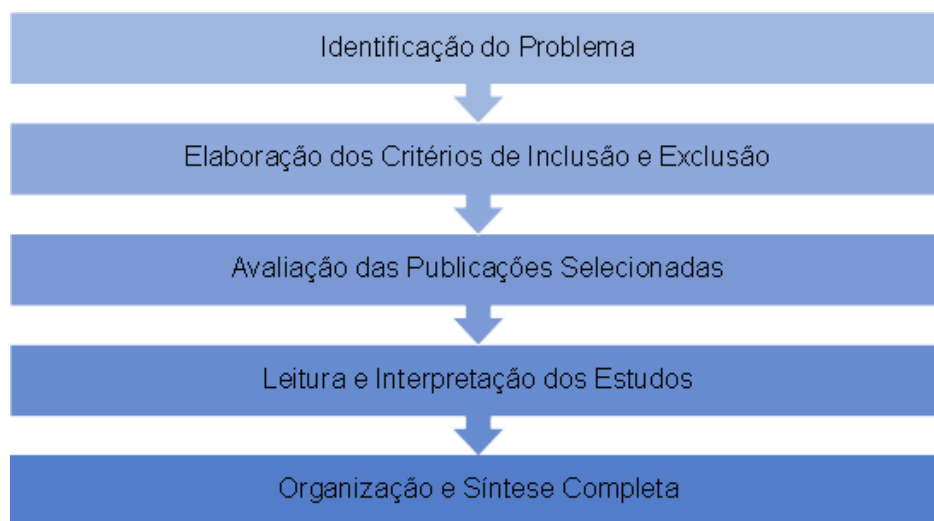 Identificação do Problema
Elaboração dos Critérios de Inclusão e Exclusão
Avaliação das Publicações Selecionadas
Leitura e Interpretação dos Estudos
Organização e Síntese Completa